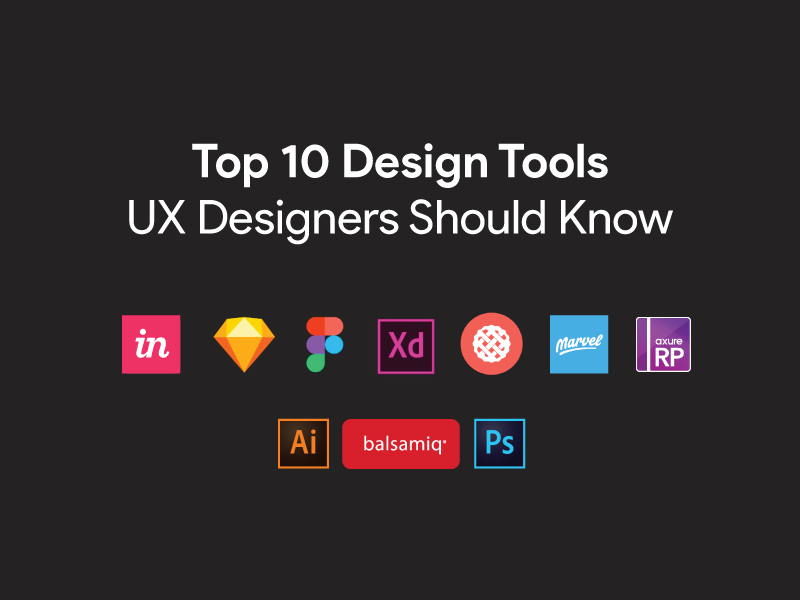 Top 10 Design Tools
UX Designers Should Know
in
Xd
Marvel
axure
RP
Ai
balsamiq®
Ps